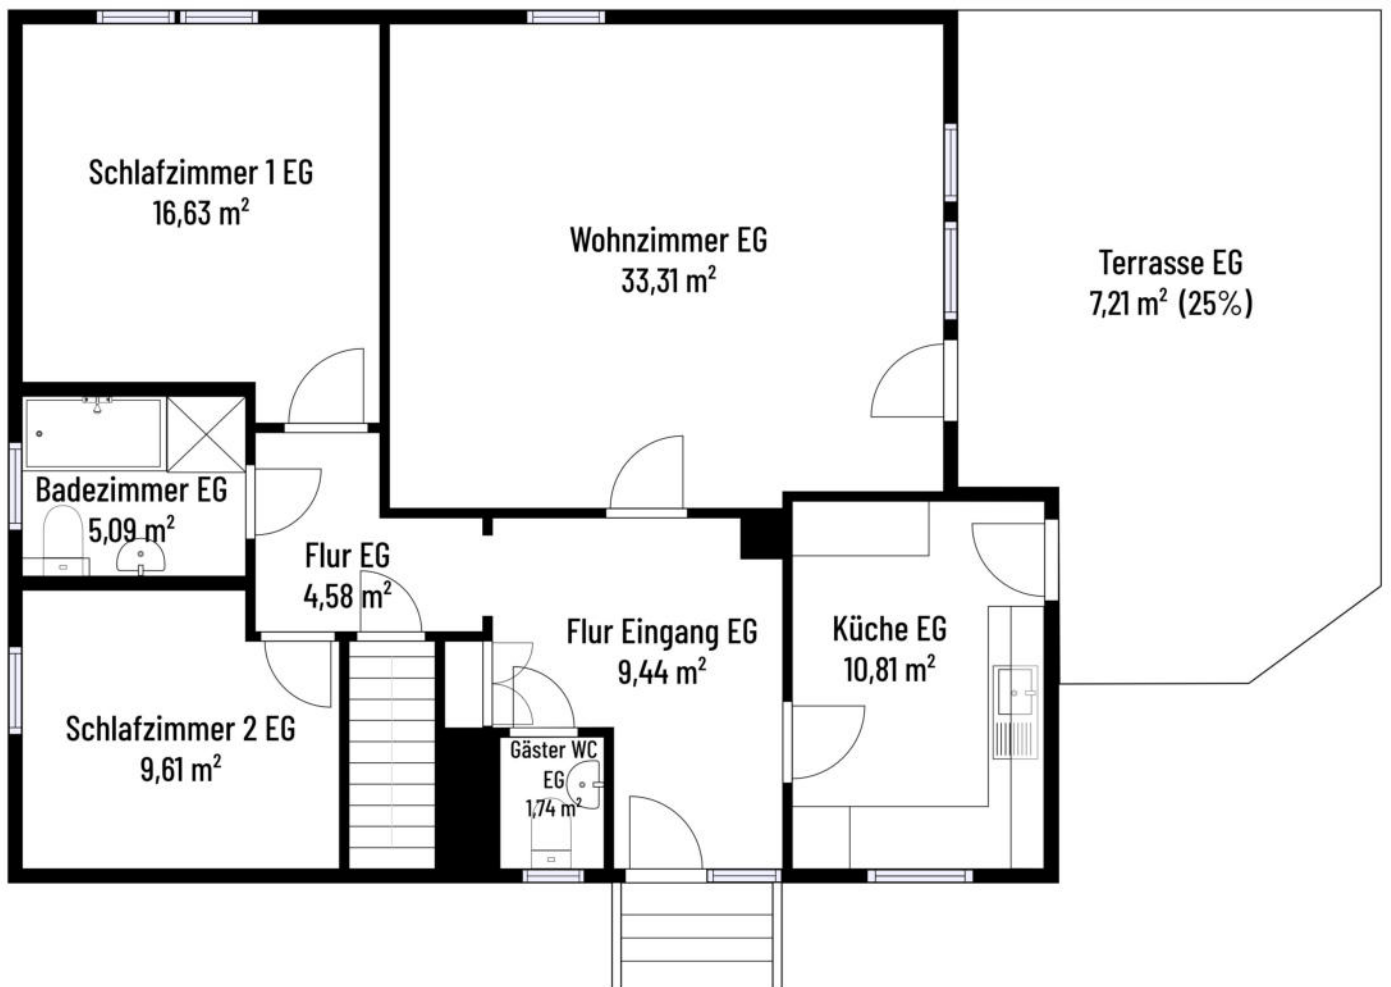 Schlafzimmer 1 EG
16,63 m²
Wohnzimmer EG
33,31 m²
Terrasse EG
7,21 m² (25%)
Badezimmer EG
5,09 m²
Flur EG
4,58 m²
Flur Eingang EG
9,44 m²
Küche EG
10,81 m²
Schlafzimmer 2 EG
9,61 m²
Gäster WC
EG
1,74 m²